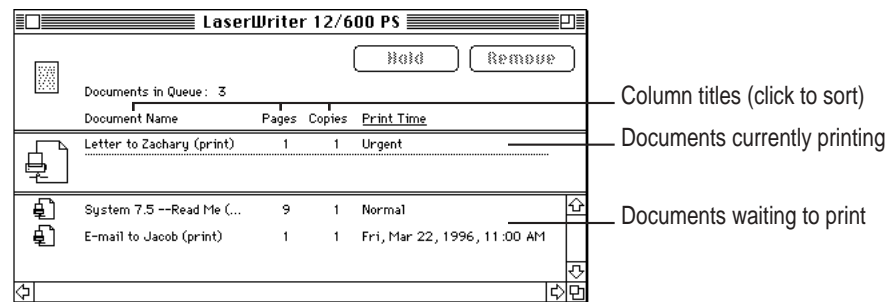 LaserWriter 12/600 PS
Hold Remove
Documents in Queue: 3
Document Name Pages Copies Print Time
Letter to Zachary (print) 1 1 Urgent
System 7.5 --Read Me (... 9 1 Normal
E-mail to Jacob (print) 1 1 Fri, Mar 22, 1996, 11:00 AM
Column titles (click to sort)
Documents currently printing
Documents waiting to print